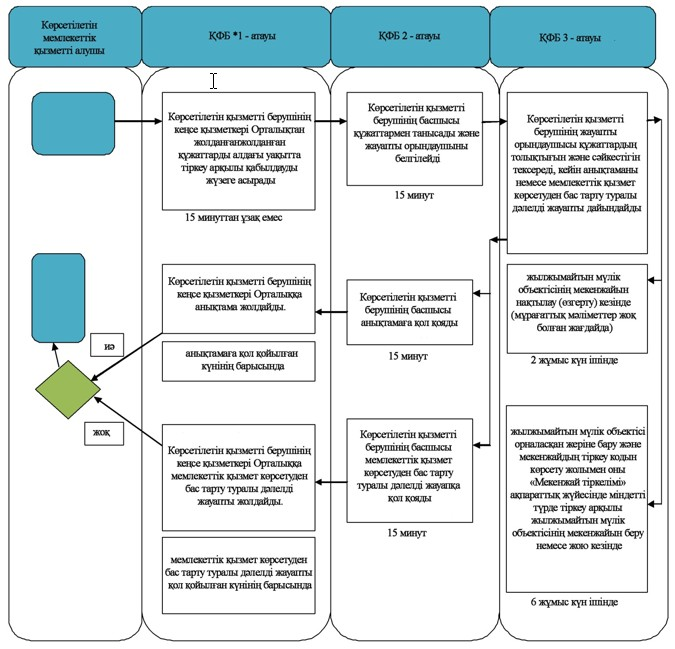 Көрсетілетін
мемлекеттік
қызметті алушы
ҚФБ *1 - атауы
ҚФБ 2 - атауы
ҚФБ 3 - атауы
Көрсетілетін қызметті берушінің
кеңсе қызметкері Орталықтан
жолданғанжолданған
құжаттарды алдағы уақытта
тіркеу арқылы қабылдауды
жүзеге асырады
15 минуттан ұзақ емес
Көрсетілетін қызметті
берушінің басшысы
құжаттармен танысады және
жауапты орындаушыны
белгілейді
15 минут
Көрсетілетін қызметті
берушінің жауапты
орындаушысы құжаттардың
толықтығын және сәйкестігін
тексереді, кейін анықтаманы
немесе мемлекеттік қызмет
көрсетуден бас тарту туралы
дәлелді жауапты дайындайды
Көрсетілетін қызметті берушінің
кеңсе қызметкері Орталыққа
анықтама жолдайды.
анықтамаға қол қойылған
күнінің барысында
Көрсетілетін қызметті
берушінің басшысы
анықтамаға қол қояды
15 минут
жылжымайтын мүлік
объектісінің мекенжайын
нақтылау (өзгерту) кезінде
(мұрағаттық мәліметтер жоқ
болған жағдайда)
2 жұмыс күн ішінде
иә
жоқ
Көрсетілетін қызметті берушінің
кеңсе қызметкері Орталыққа
мемлекеттік қызмет көрсетуден
бас тарту туралы дәлелді
жауапты жолдайды.
мемлекеттік қызмет көрсетуден
бас тарту туралы дәлелді жауапты
қол қойылған күнінің барысында
Көрсетілетін қызметті
берушінің басшысы
мемлекеттік қызмет
көрсетуден бас тарту
туралы дәлелді жауапқа
қол қояды
15 минут
жылжымайтын мүлік объектісі
орналасқан жеріне бару және
мекенжайдың тіркеу кодын
көрсету жолымен оны
«Мекенжай тіркелімі»
ақпараттық жүйесінде міндетті
түрде тіркеу арқылы
жылжымайтын мүлік
объектісінің мекенжайын беру
немесе жою кезінде
6 жұмыс күн ішінде